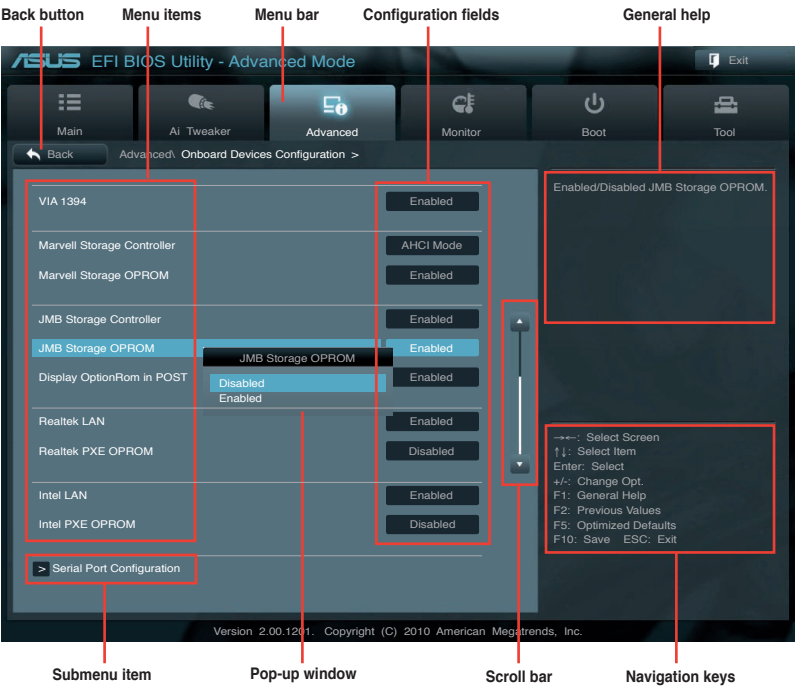 Back button Menu items Menu bar Configuration fields General help
ASUS EFI BIOS Utility - Advanced Mode Exit
Main Ai Tweaker Advanced Monitor Boot Tool
Back Advanced\ Onboard Devices Configuration >
Enabled/Disabled JMB Storage OPROM.
VIA 1394 Enabled
Marvell Storage Controller AHCI Mode
Marvell Storage OPROM Enabled
JMB Storage Controller Enabled
JMB Storage OPROM Enabled
JMB Storage OPROM
Disabled
Enabled
Display OptionRom in POST Enabled
Realtek LAN Enabled
Realtek PXE OPROM Disabled
Intel LAN Enabled
Intel PXE OPROM Disabled
> Serial Port Configuration
→←: Select Screen
↑↓: Select Item
Enter: Select
+/-: Change Opt.
F1: General Help
F2: Previous Values
F5: Optimized Defaults
F10: Save ESC: Exit
Version 2.00.1201. Copyright (C) 2010 American Megatrends, Inc.
Submenu item Pop-up window Scroll bar Navigation keys